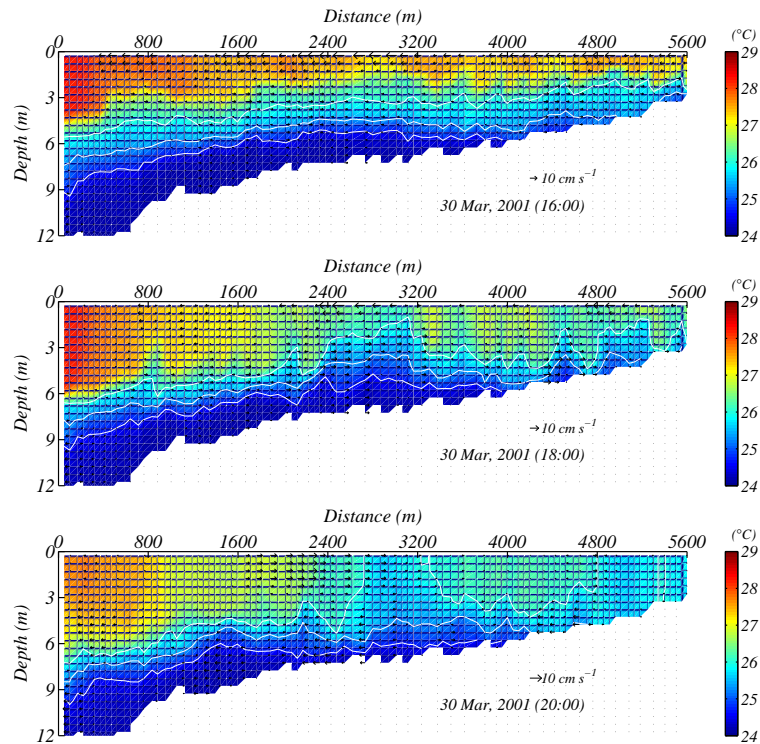 Distance (m)
0 800 1600 2400 3200 4000 4800 5600
(°C)
0
3
6
9
12
Depth (m)
29
28
27
26
25
24
10 cm s⁻¹
30 Mar, 2001 (16:00)
Distance (m)
0 800 1600 2400 3200 4000 4800 5600
(°C)
0
3
6
9
12
Depth (m)
29
28
27
26
25
24
10 cm s⁻¹
30 Mar, 2001 (18:00)
Distance (m)
0 800 1600 2400 3200 4000 4800 5600
(°C)
0
3
6
9
12
Depth (m)
29
28
27
26
25
24
10 cm s⁻¹
30 Mar, 2001 (20:00)